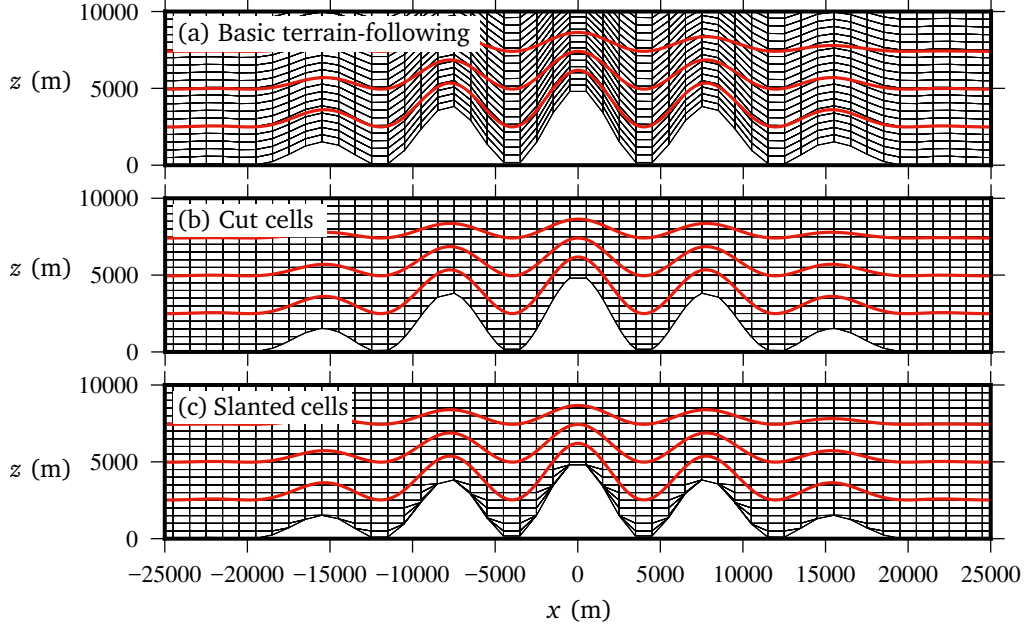 10000
(a) Basic terrain-following
z (m)
5000
0
10000
(b) Cut cells
z (m)
5000
0
10000
(c) Slanted cells
z (m)
5000
0
−25000 −20000 −15000 −10000 −5000 0 5000 10000 15000 20000 25000
x (m)